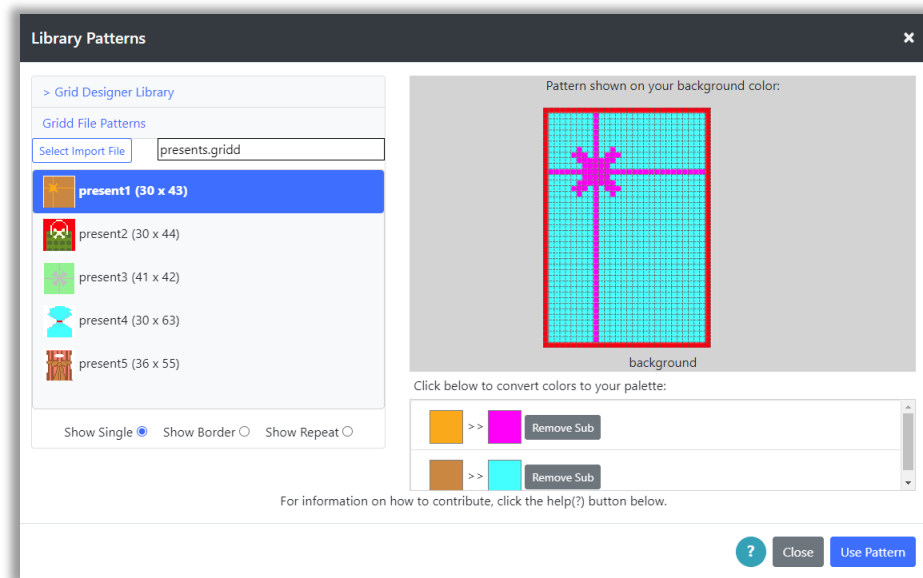 Library Patterns
×
> Grid Designer Library
Gridd File Patterns
Select Import File presents.gridd
present1 (30 x 43)
present2 (30 x 44)
present3 (41 x 42)
present4 (30 x 63)
present5 (36 x 55)
Show Single Show Border Show Repeat
Pattern shown on your background color:
background
Click below to convert colors to your palette:
>> Remove Sub
>> Remove Sub
For information on how to contribute, click the help(?) button below.
? Close Use Pattern